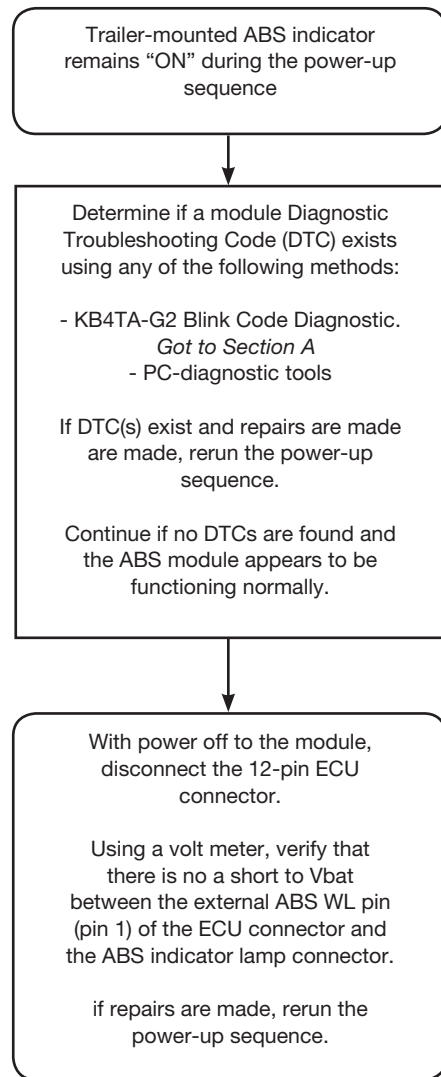 Trailer-mounted ABS indicator
remains “ON” during the power-up
sequence
Determine if a module Diagnostic
Troubleshooting Code (DTC) exists
using any of the following methods:
- KB4TA-G2 Blink Code Diagnostic.
Got to Section A
- PC-diagnostic tools
If DTC(s) exist and repairs are made
are made, rerun the power-up
sequence.
Continue if no DTCs are found and
the ABS module appears to be
functioning normally.
With power off to the module,
disconnect the 12-pin ECU
connector.
Using a volt meter, verify that
there is no a short to Vbat
between the external ABS WL pin
(pin 1) of the ECU connector and
the ABS indicator lamp connector.
if repairs are made, rerun the
power-up sequence.